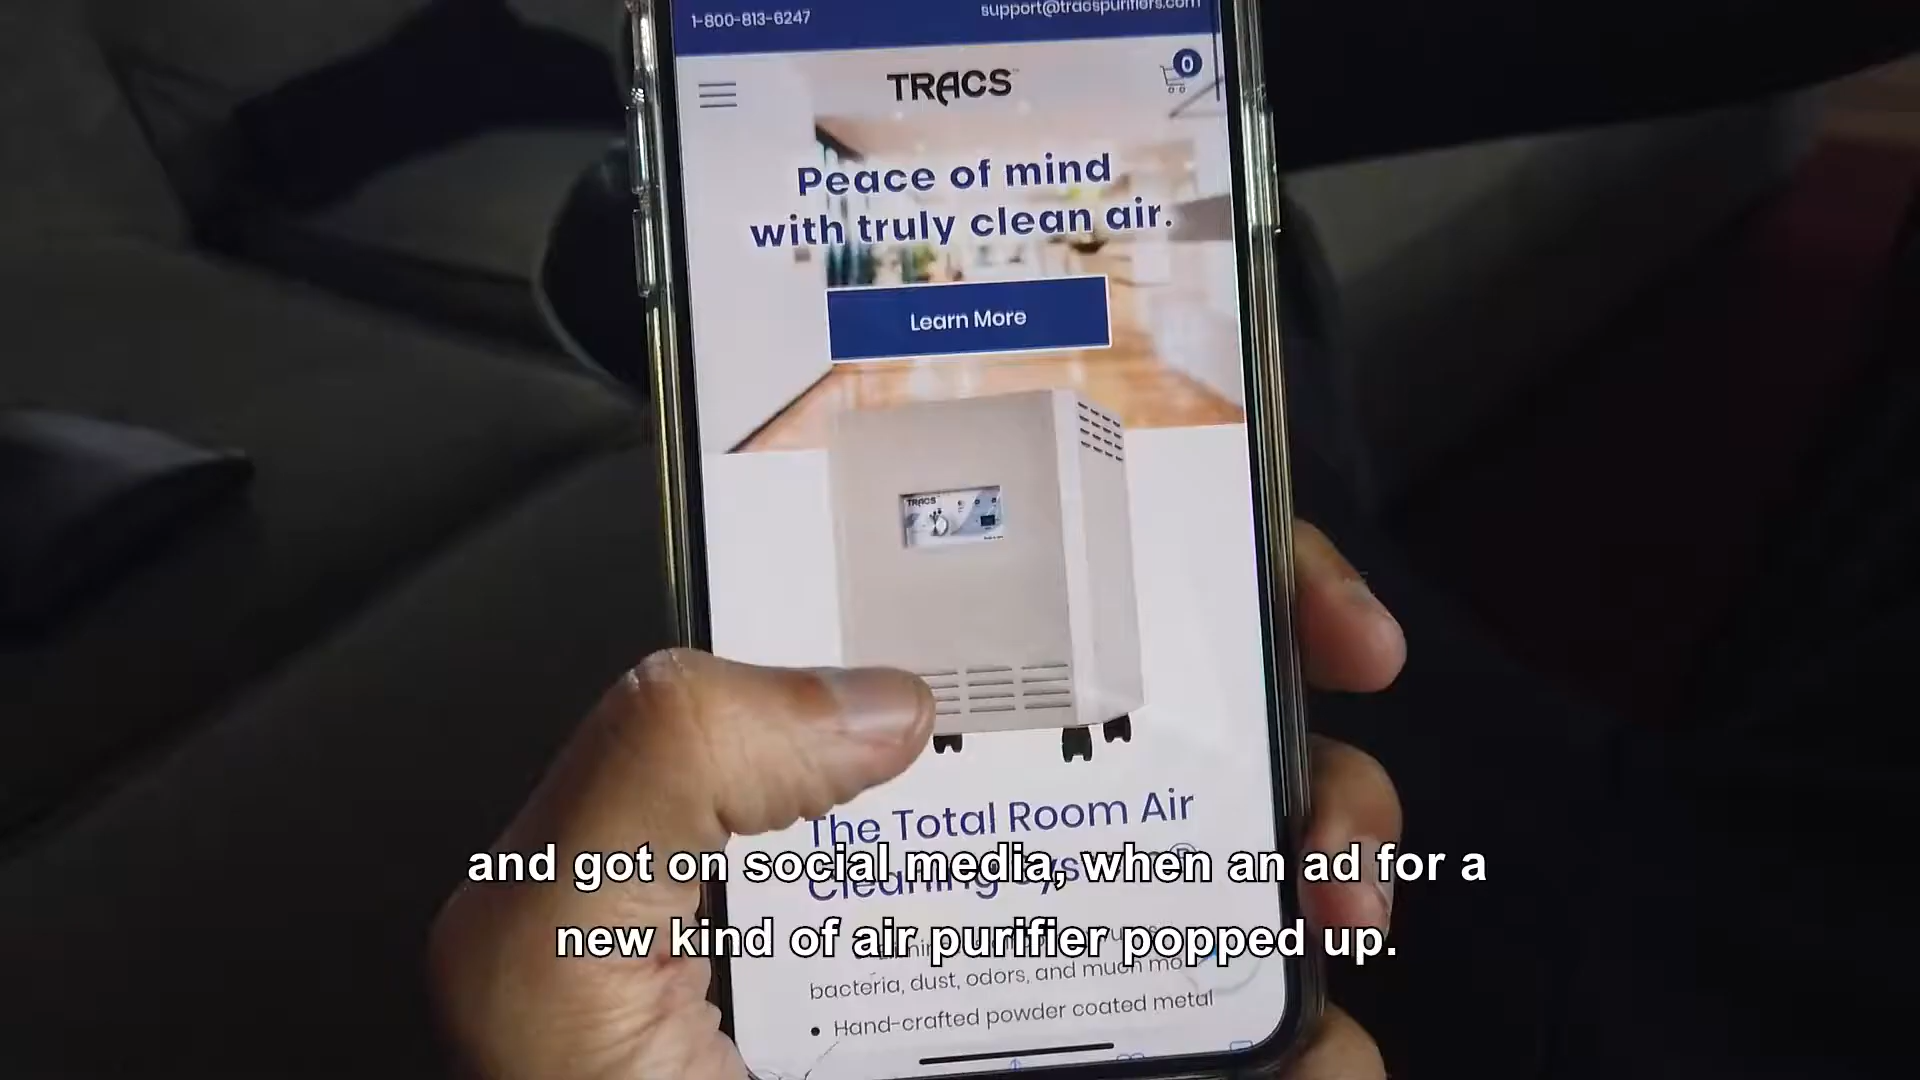 1-800-813-6247
support@tracspurifiers.com
TRACS
0
Peace of mind
with truly clean air.
Learn More
TRACS
The Total Room Air
Cleaning
and got on social media, when an ad for a
new kind of air purifier popped up.
bacteria, dust, odors, and much mo
• Hand-crafted powder coated metal